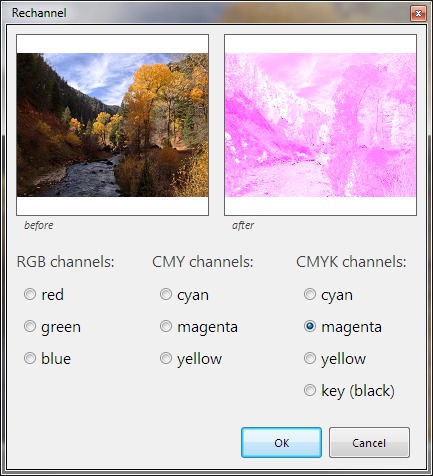 Rechannel
before
after
RGB channels:
CMY channels:
CMYK channels:
red
cyan
cyan
green
magenta
magenta
blue
yellow
yellow
key (black)
OK
Cancel